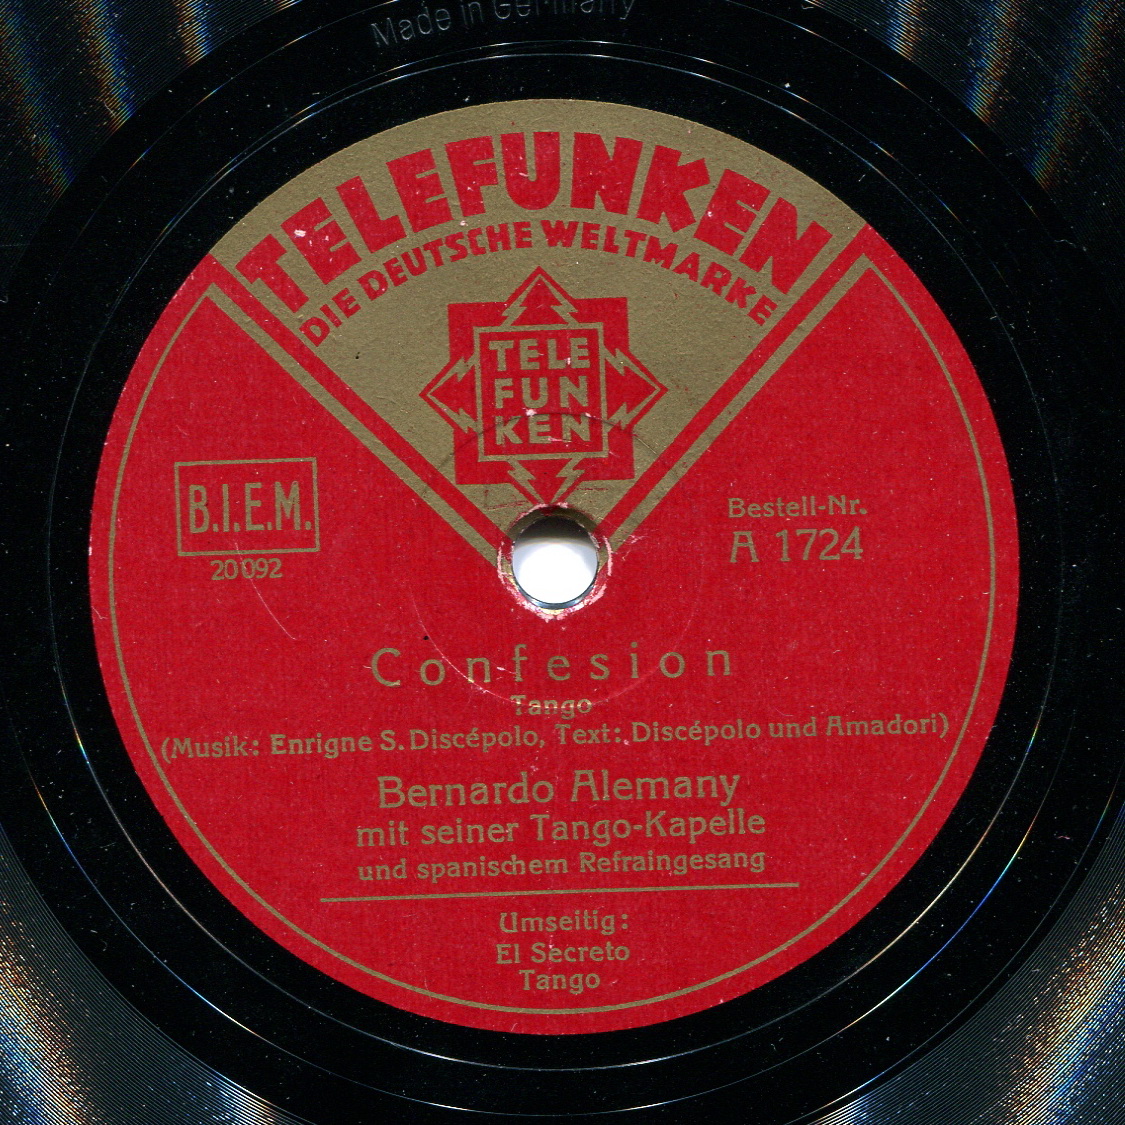 Made in Germany
TELEFUNKEN
DIE DEUTSCHE WELTMARKE
TELE
FUN
KEN
B.I.E.M.
20092
Bestell-Nr.
A 1724
Confesion
Tango
(Musik: Enrigne S. Discépolo, Text: Discépolo und Amadori)
Bernardo Alemany
mit seiner Tango-Kapelle
und spanischem Refraingesang
Umseitig:
El Secreto
Tango